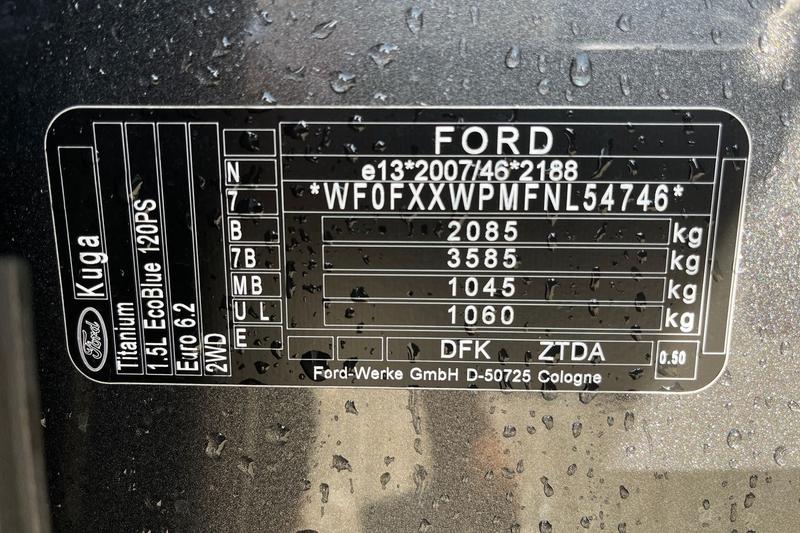 FORD
e13*2007/46*2188
*WF0FXXWPMFNL54746*
2085 kg
3585 kg
1045 kg
1060 kg
DFK ZTDA 0.50
Ford-Werke GmbH D-50725 Cologne
N
7
B
7B
MB
U L
E
Ford Kuga
Titanium
1.5L EcoBlue 120PS
Euro 6.2
2WD